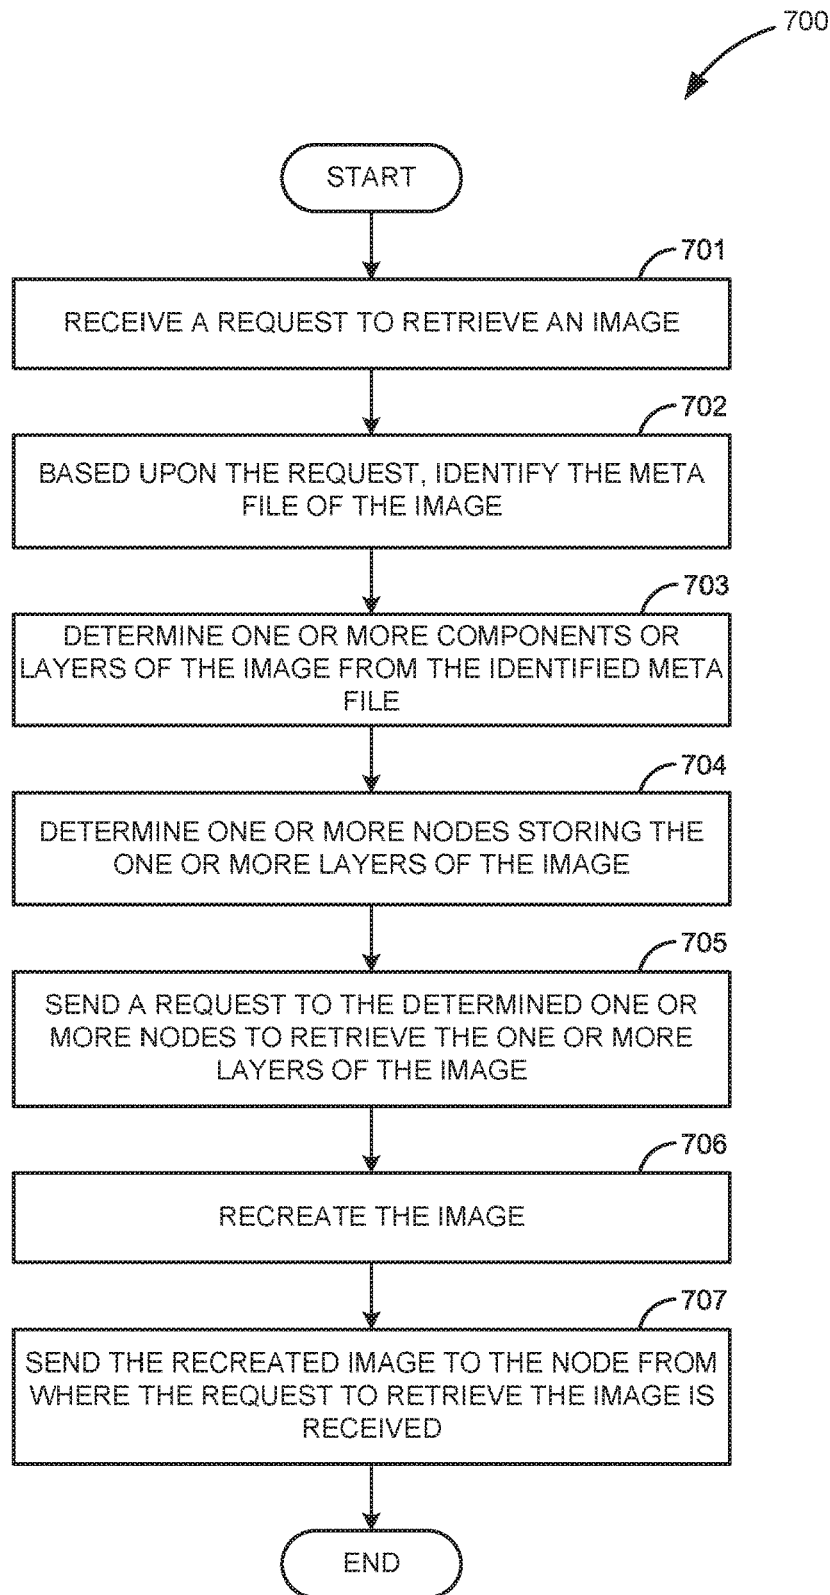 700
START
701
RECEIVE A REQUEST TO RETRIEVE AN IMAGE
702
BASED UPON THE REQUEST, IDENTIFY THE META
FILE OF THE IMAGE
703
DETERMINE ONE OR MORE COMPONENTS OR
LAYERS OF THE IMAGE FROM THE IDENTIFIED META
FILE
704
DETERMINE ONE OR MORE NODES STORING THE
ONE OR MORE LAYERS OF THE IMAGE
705
SEND A REQUEST TO THE DETERMINED ONE OR
MORE NODES TO RETRIEVE THE ONE OR MORE
LAYERS OF THE IMAGE
706
RECREATE THE IMAGE
707
SEND THE RECREATED IMAGE TO THE NODE FROM
WHERE THE REQUEST TO RETRIEVE THE IMAGE IS
RECEIVED
END